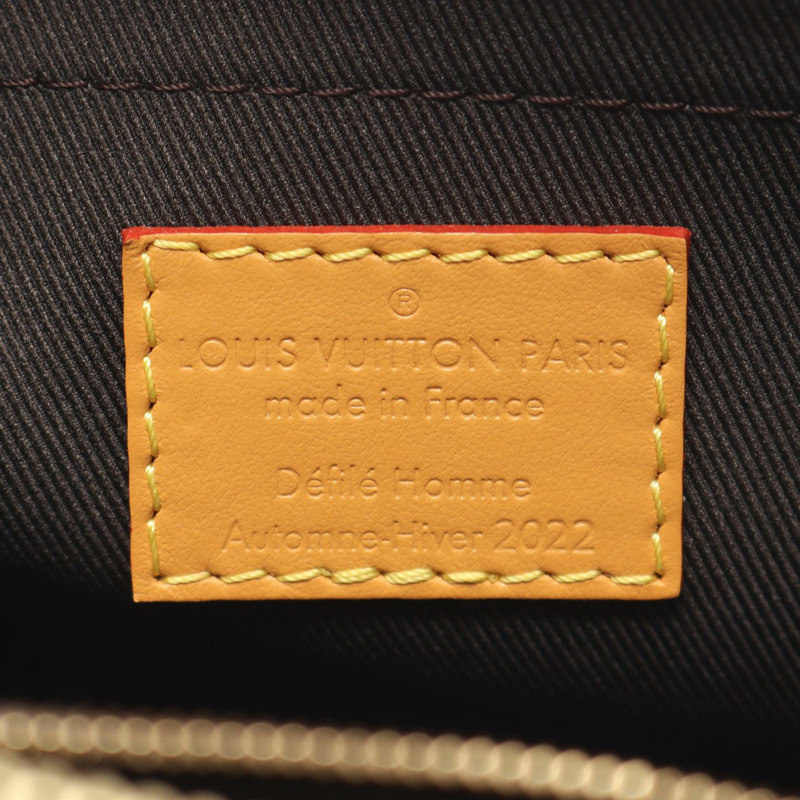 ®
LOUIS VUITTON PARIS
made in France
Défilé Homme
Automne-Hiver 2022